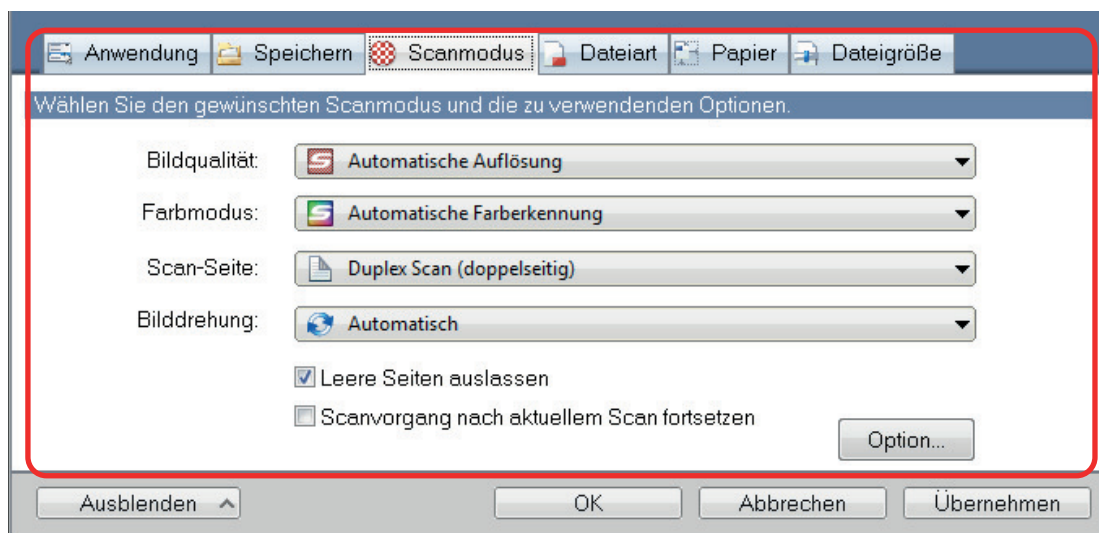 Anwendung Speichern Scanmodus Dateiart Papier Dateigröße
Wählen Sie den gewünschten Scanmodus und die zu verwendenden Optionen.
Bildqualität: Automatische Auflösung
Farbmodus: Automatische Farberkennung
Scan-Seite: Duplex Scan (doppelseitig)
Bilddrehung: Automatisch
Leere Seiten auslassen
Scanvorgang nach aktuellem Scan fortsetzen
Option...
Ausblenden OK Abbrechen Übernehmen